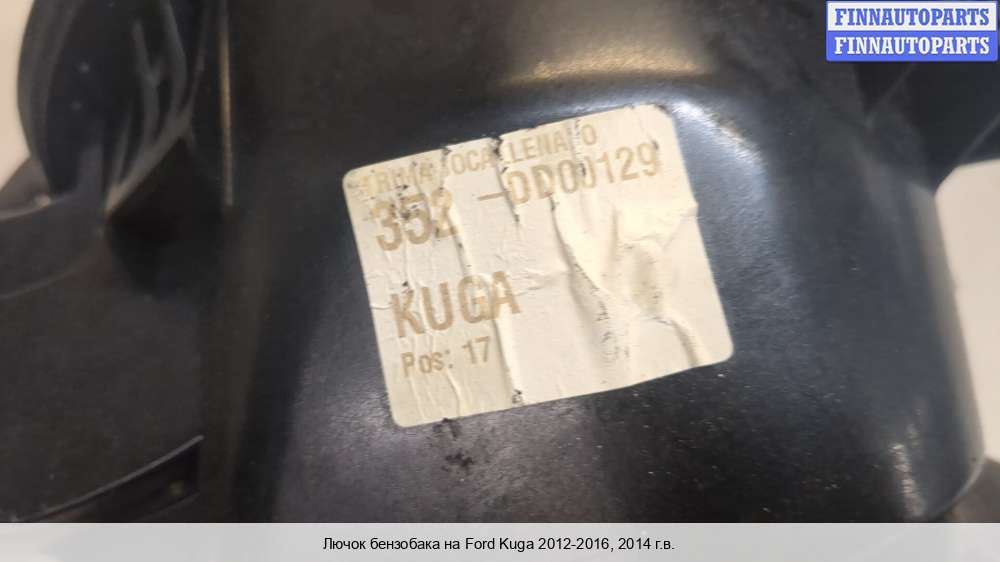 FINNAUTOPARTS
FINNAUTOPARTS
352 -DD00129
KUGA
Pos: 17
Лючок бензобака на Ford Kuga 2012-2016, 2014 г.в.